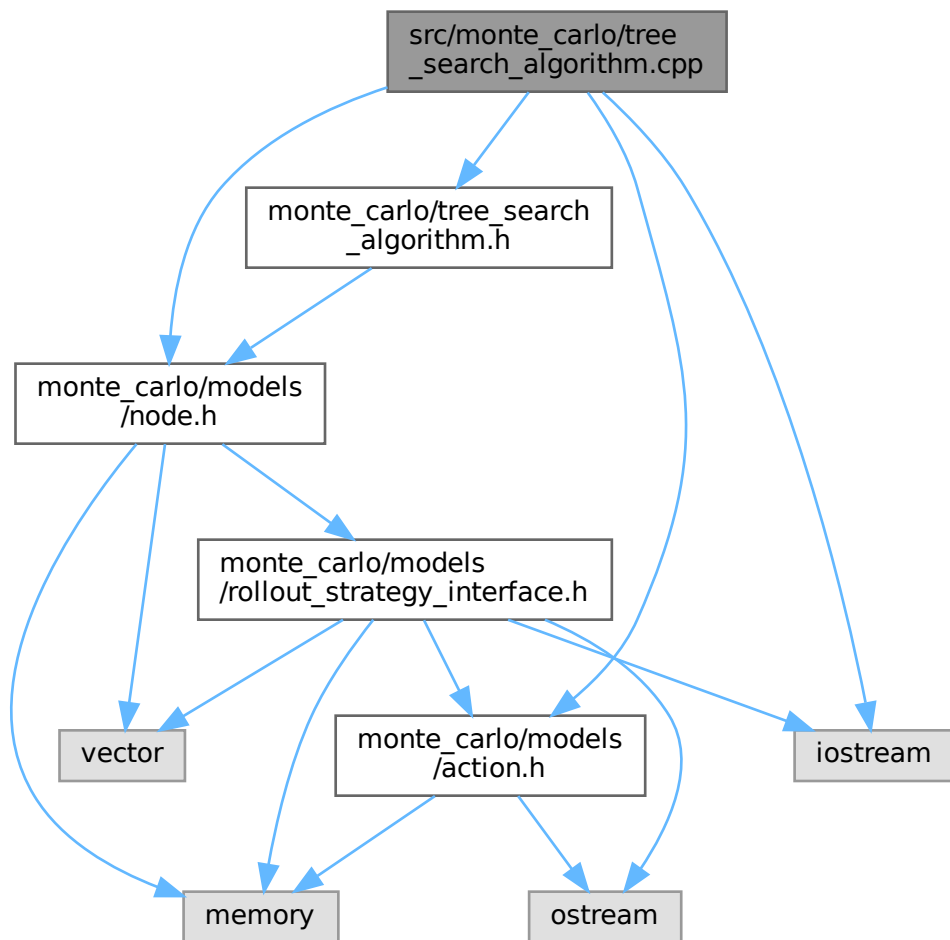 src/monte_carlo/tree
_search_algorithm.cpp
monte_carlo/tree_search
_algorithm.h
monte_carlo/models
/node.h
monte_carlo/models
/rollout_strategy_interface.h
monte_carlo/models
/action.h
vector
iostream
memory
ostream